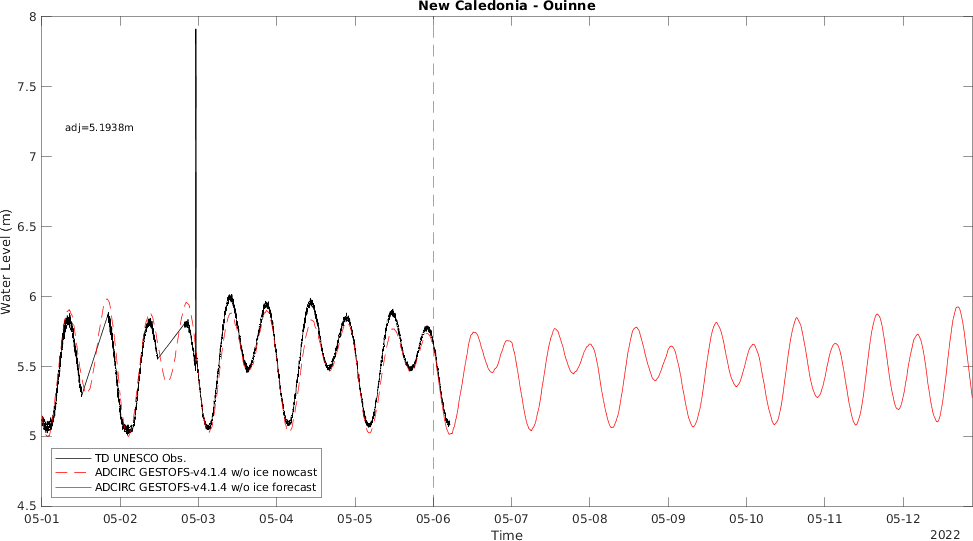 New Caledonia - Ouinne
8
7.5
adj=5.1938m
7
6.5
Water Level (m)
6
5.5
5
TD UNESCO Obs.
ADCIRC GESTOFS-v4.1.4 w/o ice nowcast
ADCIRC GESTOFS-v4.1.4 w/o ice forecast
4.5
05-01 05-02 05-03 05-04 05-05 05-06 05-07 05-08 05-09 05-10 05-11 05-12
Time
2022